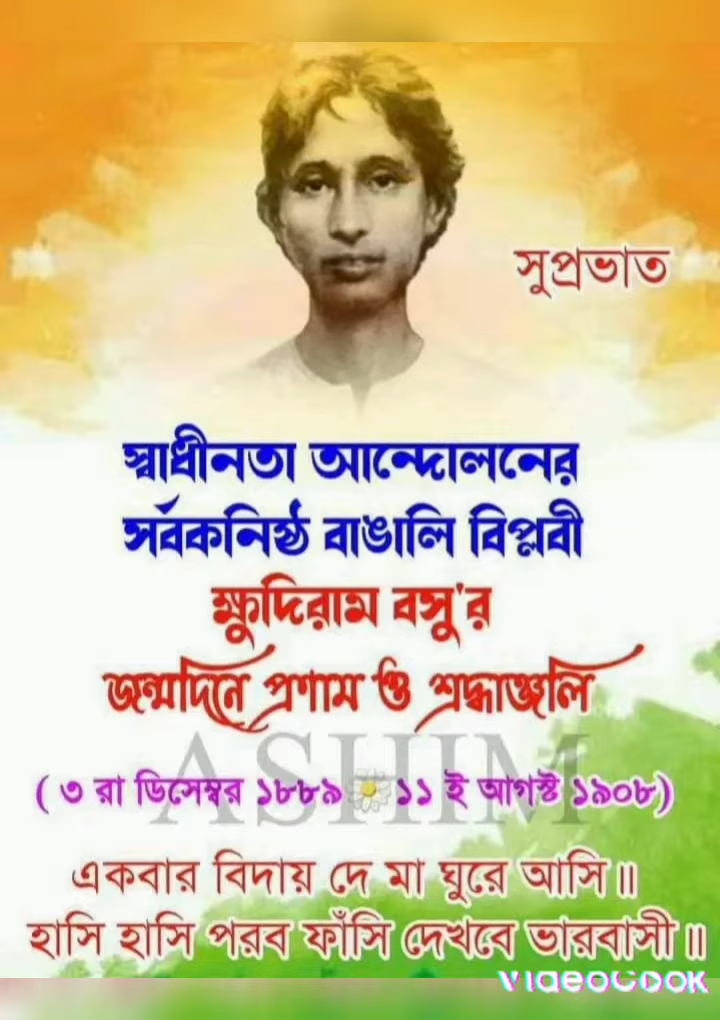 সুপ্রভাত
স্বাধীনতা আন্দোলনের
সর্বকনিষ্ঠ বাঙালি বিপ্লবী
ক্ষুদিরাম বসু'র
জন্মদিনে প্রণাম ও শ্রদ্ধাঞ্জলি
ASHIM
( ৩ রা ডিসেম্বর ১৮৮৯ ১১ ই আগস্ট ১৯০৮)
একবার বিদায় দে মা ঘুরে আসি॥
হাসি হাসি পরব ফাঁসি দেখবে ভারবাসী॥
VIDEOCOOK